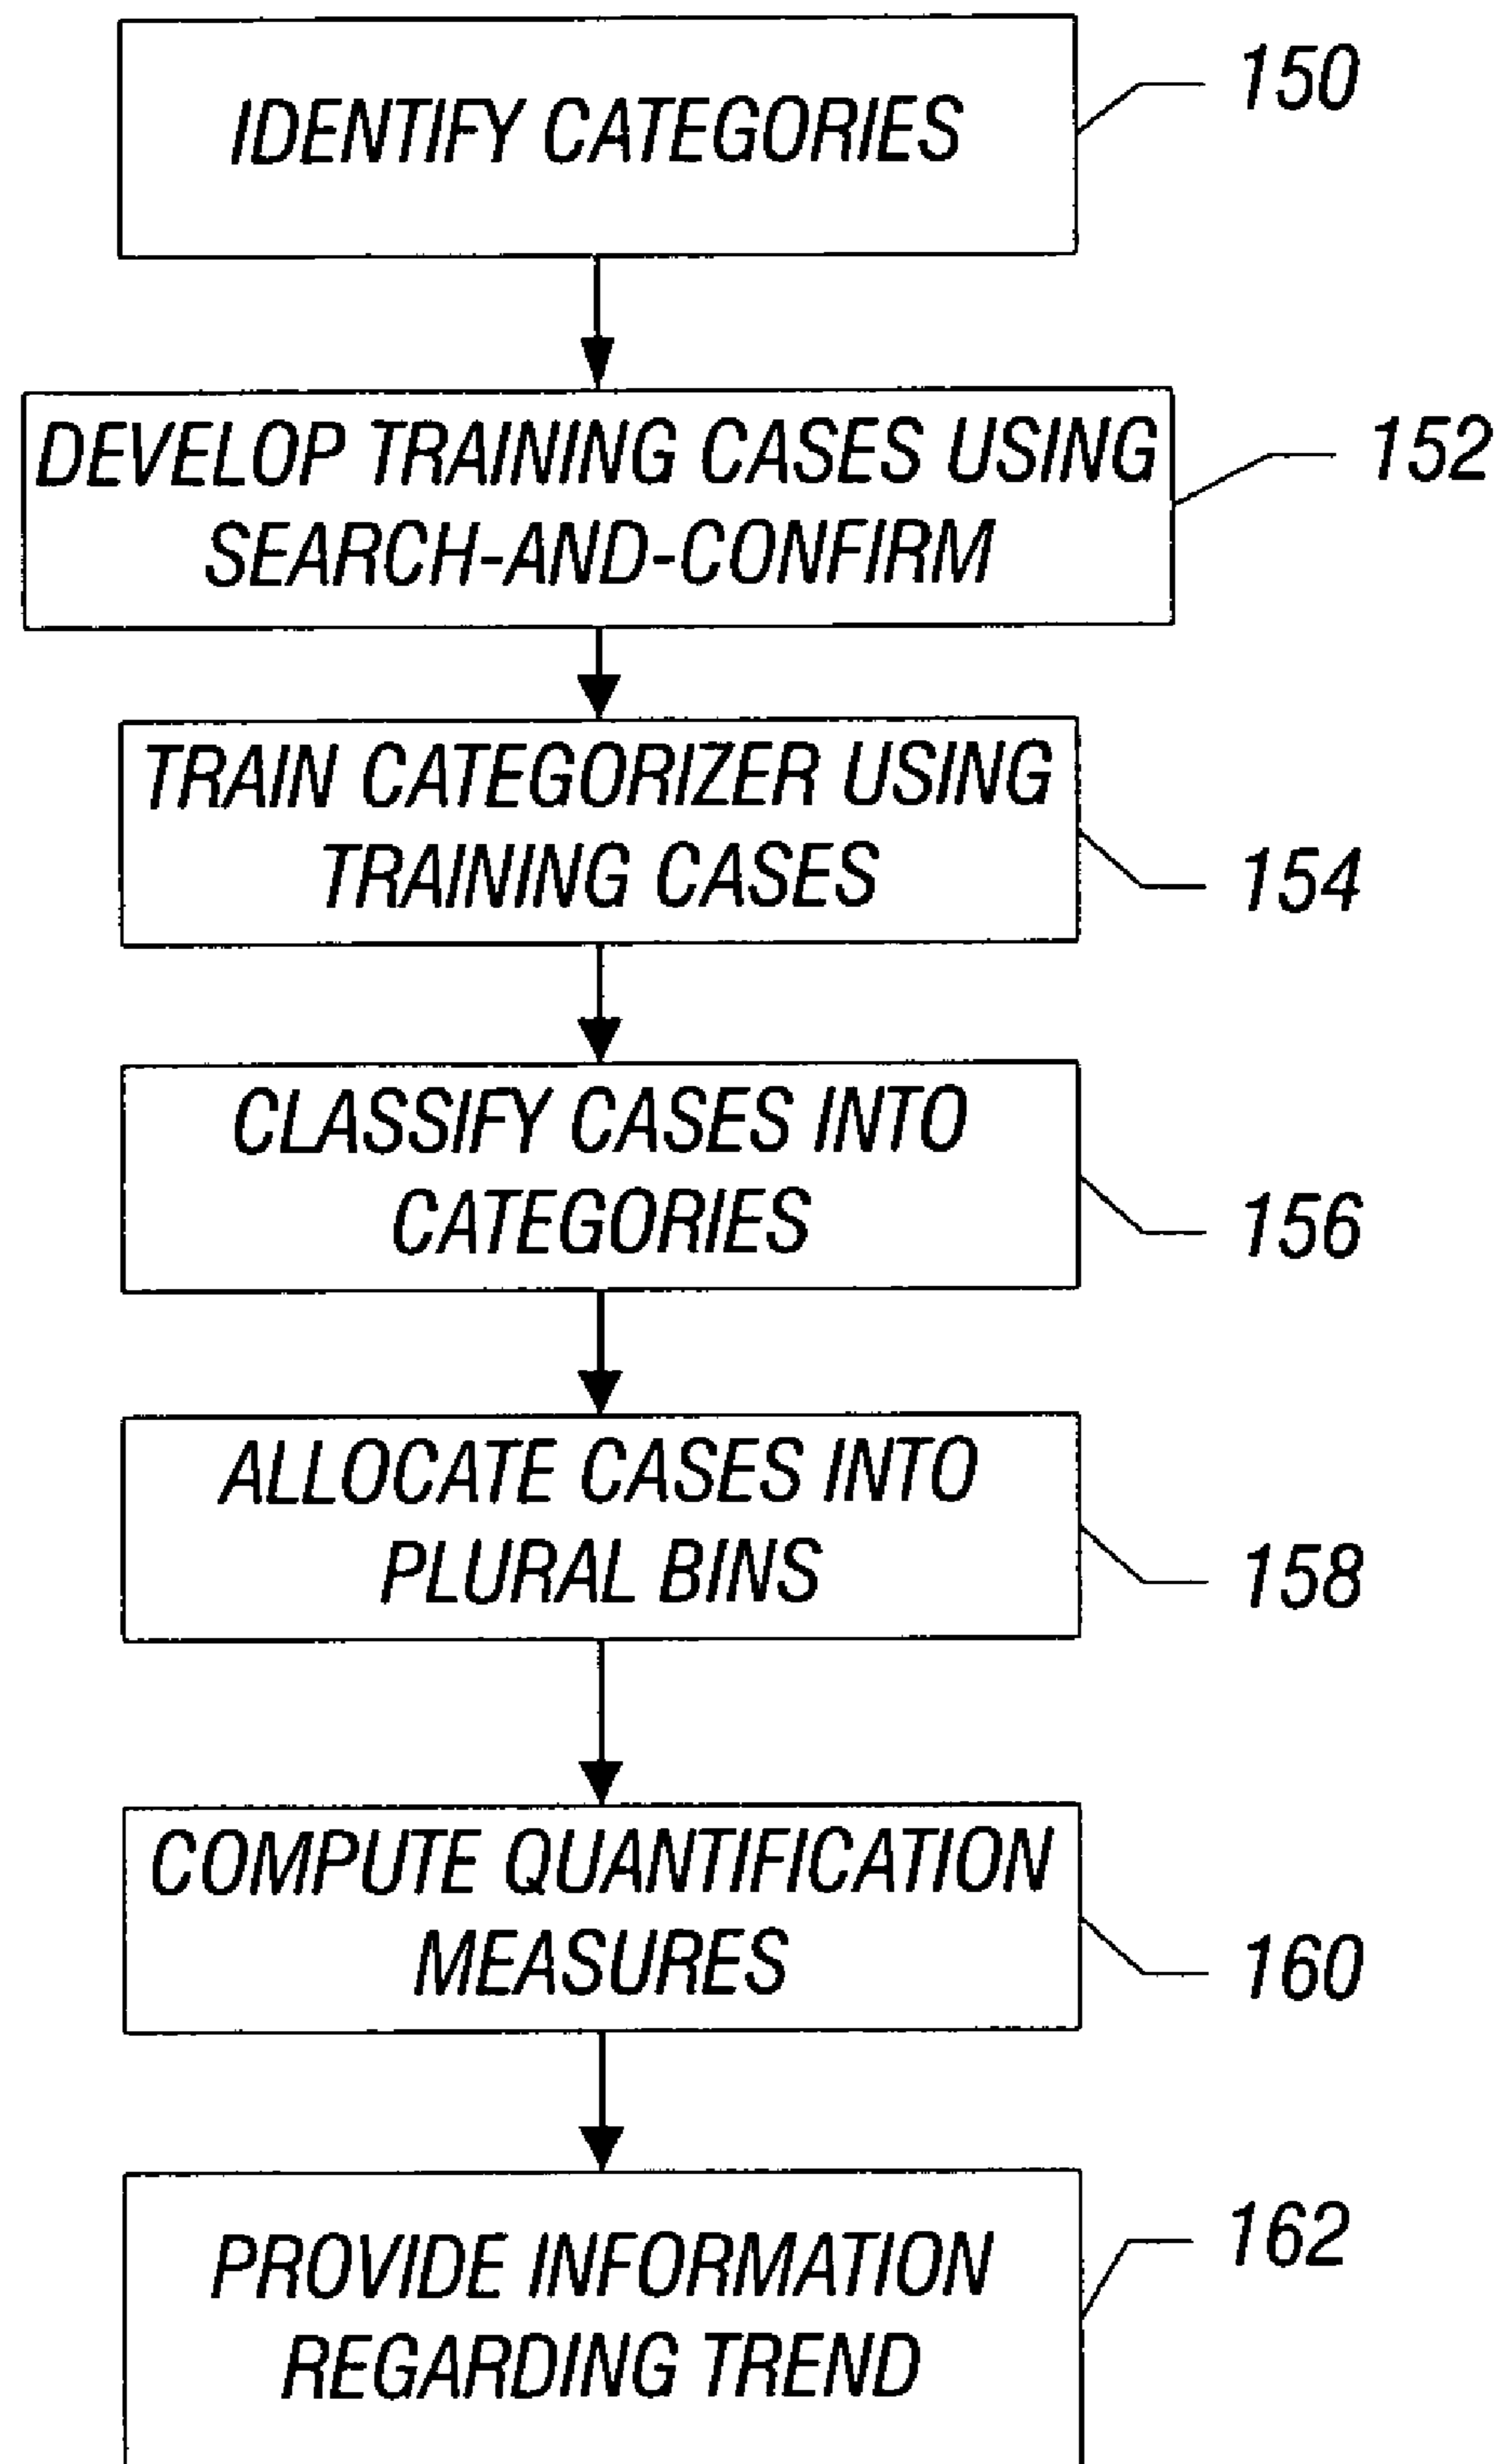 IDENTIFY CATEGORIES
150
DEVELOP TRAINING CASES USING
SEARCH-AND-CONFIRM
152
TRAIN CATEGORIZER USING
TRAINING CASES
154
CLASSIFY CASES INTO
CATEGORIES
156
ALLOCATE CASES INTO
PLURAL BINS
158
COMPUTE QUANTIFICATION
MEASURES
160
PROVIDE INFORMATION
REGARDING TREND
162